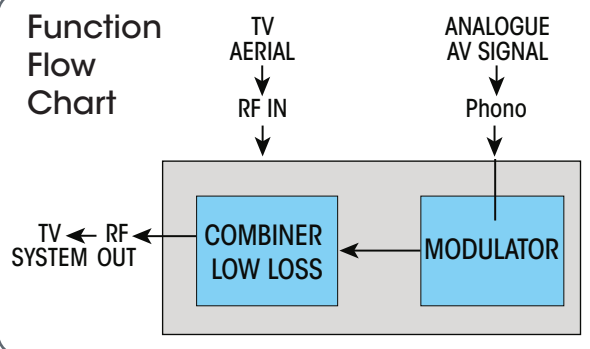 Function
Flow
Chart
TV
AERIAL
RF IN
ANALOGUE
AV SIGNAL
Phono
TV
SYSTEM
RF
OUT
COMBINER
LOW LOSS
MODULATOR